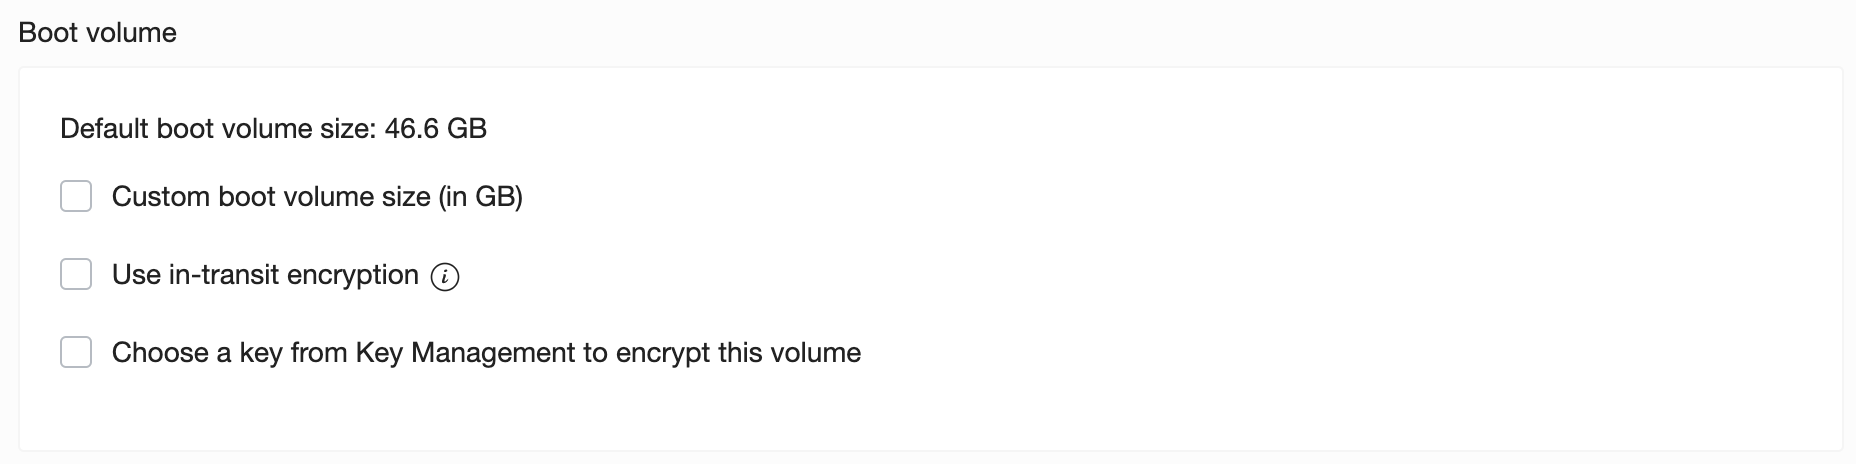 Boot volume
Default boot volume size: 46.6 GB
Custom boot volume size (in GB)
Use in-transit encryption i
Choose a key from Key Management to encrypt this volume